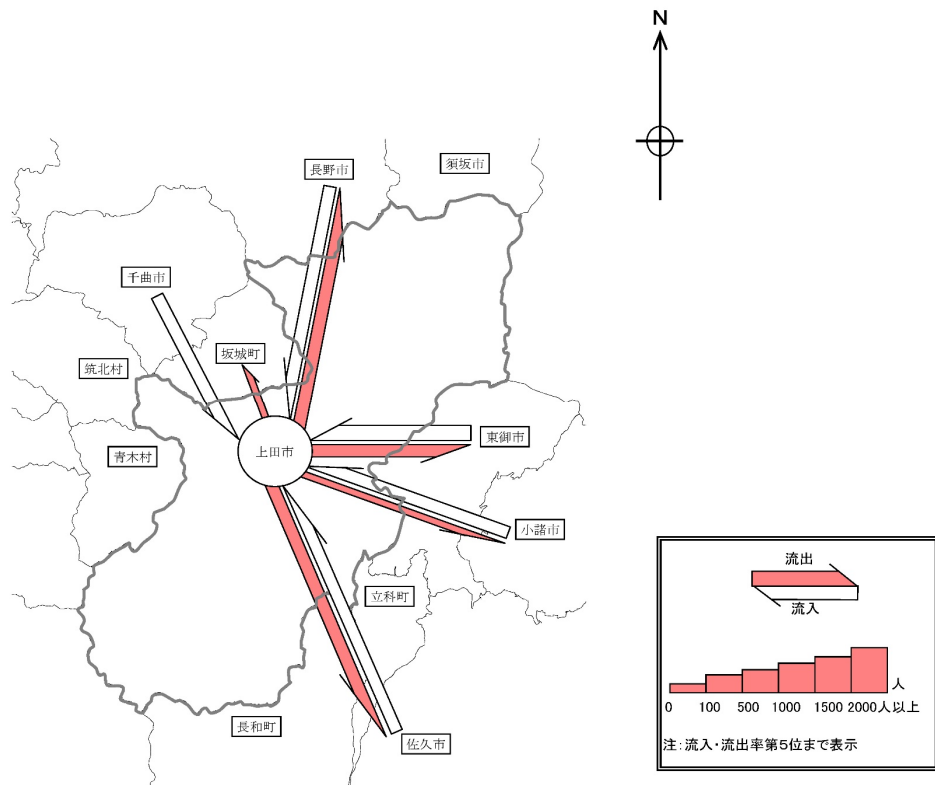 N
須坂市
長野市
千曲市
坂城町
筑北村
東御市
上田市
青木村
小諸市
立科町
長和町
佐久市
流出
流入
人
0 100 500 1000 1500 2000人以上
注:流入・流出率第5位まで表示